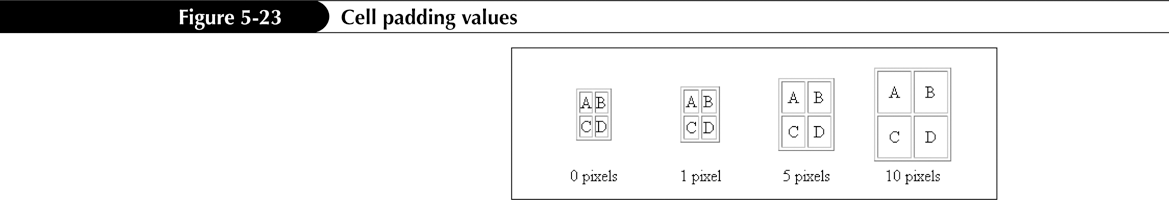 Figure 5-23 Cell padding values
A B A B A B A B
C D C D C D C D
0 pixels 1 pixel 5 pixels 10 pixels